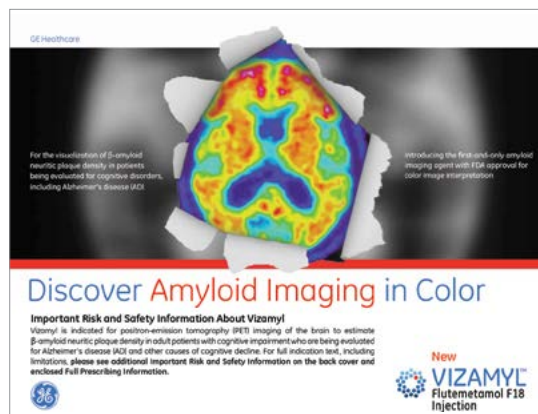 GE Healthcare
For the visualization of β-amyloid
neuritic plaque density in patients
being evaluated for cognitive disorders,
including Alzheimer's disease (AD)
Introducing the first-and-only amyloid
imaging agent with FDA approval for
color image interpretation
Discover Amyloid Imaging in Color
Important Risk and Safety Information About Vizamyl
Vizamyl is indicated for positron-emission tomography (PET) imaging of the brain to estimate
β-amyloid neuritic plaque density in adult patients with cognitive impairment who are being evaluated
for Alzheimer's disease (AD) and other causes of cognitive decline. For full indication text, including
limitations, please see additional Important Risk and Safety Information on the back cover and
enclosed Full Prescribing Information.
GE
New
VIZAMYL™
Flutemetamol F18
Injection